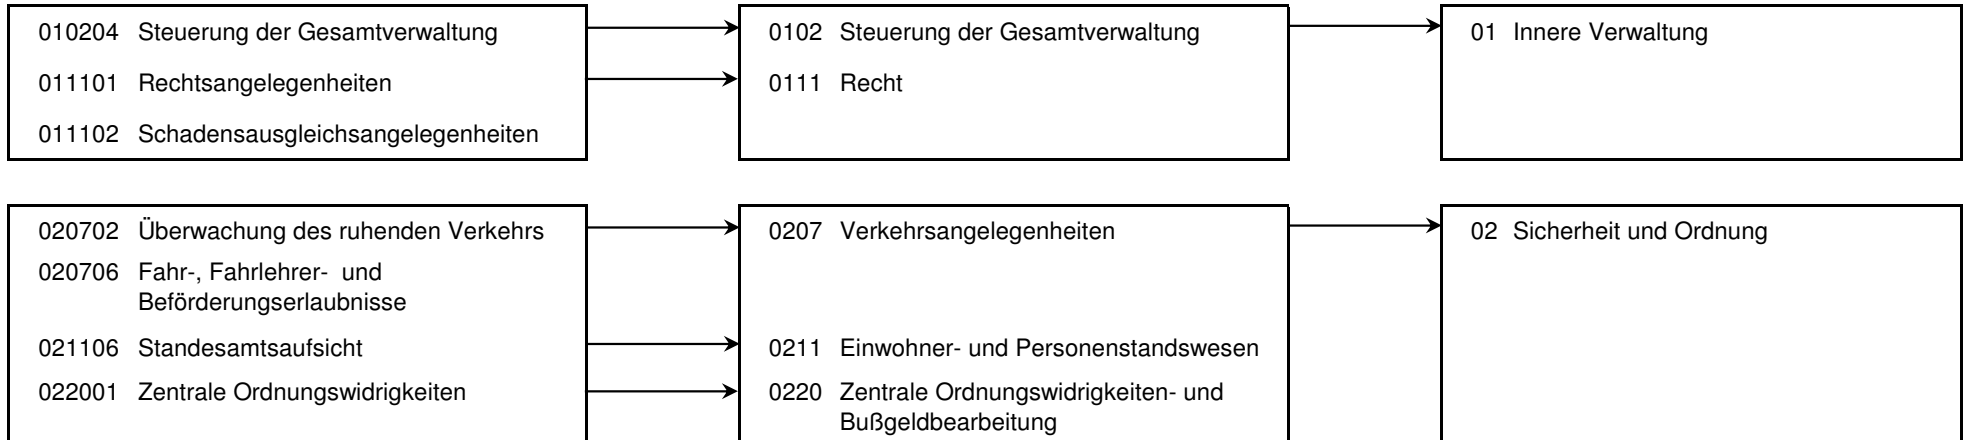 010204 Steuerung der Gesamtverwaltung
0102 Steuerung der Gesamtverwaltung
01 Innere Verwaltung
011101 Rechtsangelegenheiten
0111 Recht
011102 Schadensausgleichsangelegenheiten
020702 Überwachung des ruhenden Verkehrs
0207 Verkehrsangelegenheiten
02 Sicherheit und Ordnung
020706 Fahr-, Fahrlehrer- und
Beförderungserlaubnisse
021106 Standesamtsaufsicht
0211 Einwohner- und Personenstandswesen
022001 Zentrale Ordnungswidrigkeiten
0220 Zentrale Ordnungswidrigkeiten- und
Bußgeldbearbeitung